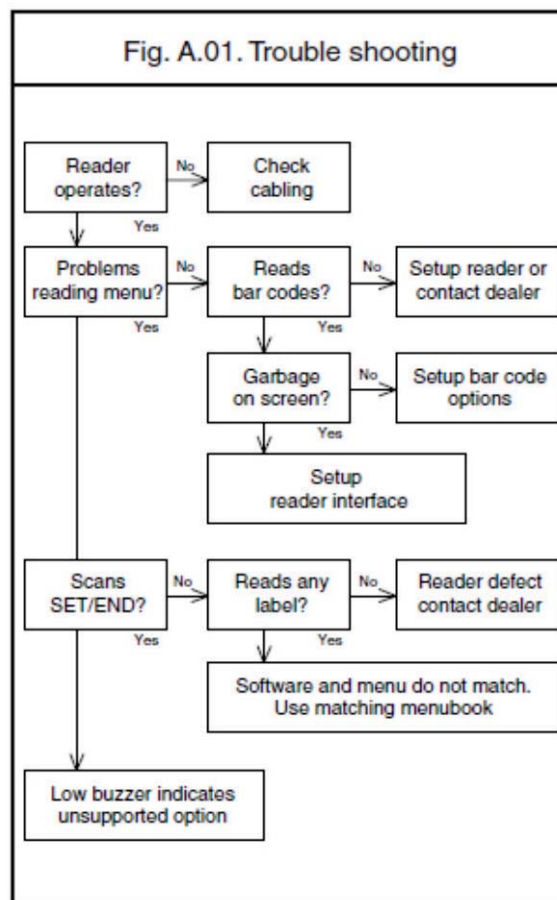 Fig. A.01. Trouble shooting
Reader
operates?
No
Check
cabling
Yes
Problems
reading menu?
No
Reads
bar codes?
No
Setup reader or
contact dealer
Yes
Yes
Garbage
on screen?
No
Setup bar code
options
Yes
Setup
reader interface
Scans
SET/END?
No
Reads any
label?
No
Reader defect
contact dealer
Yes
Yes
Software and menu do not match.
Use matching menubook
Low buzzer indicates
unsupported option